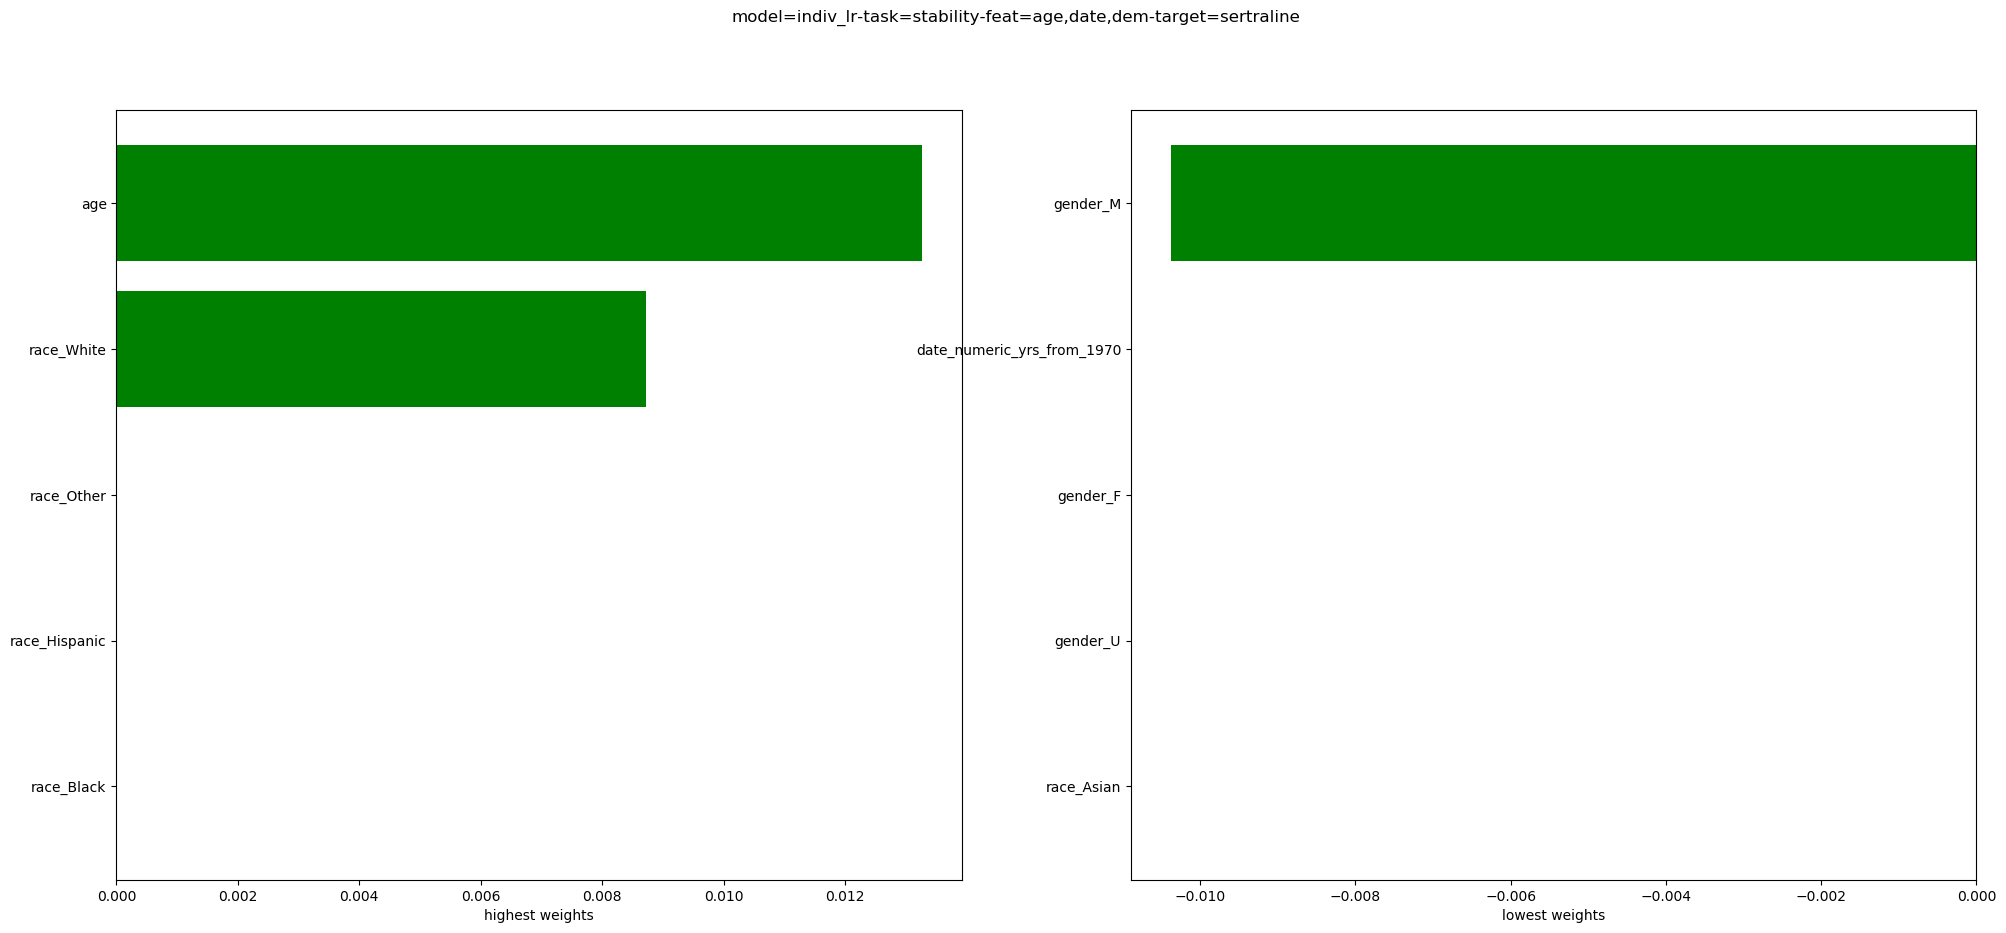 model=indiv_lr-task=stability-feat=age,date,dem-target=sertraline
age
race_White
race_Other
race_Hispanic
race_Black
0.000 0.002 0.004 0.006 0.008 0.010 0.012
highest weights
gender_M
date_numeric_yrs_from_1970
gender_F
gender_U
race_Asian
−0.010 −0.008 −0.006 −0.004 −0.002 0.000
lowest weights